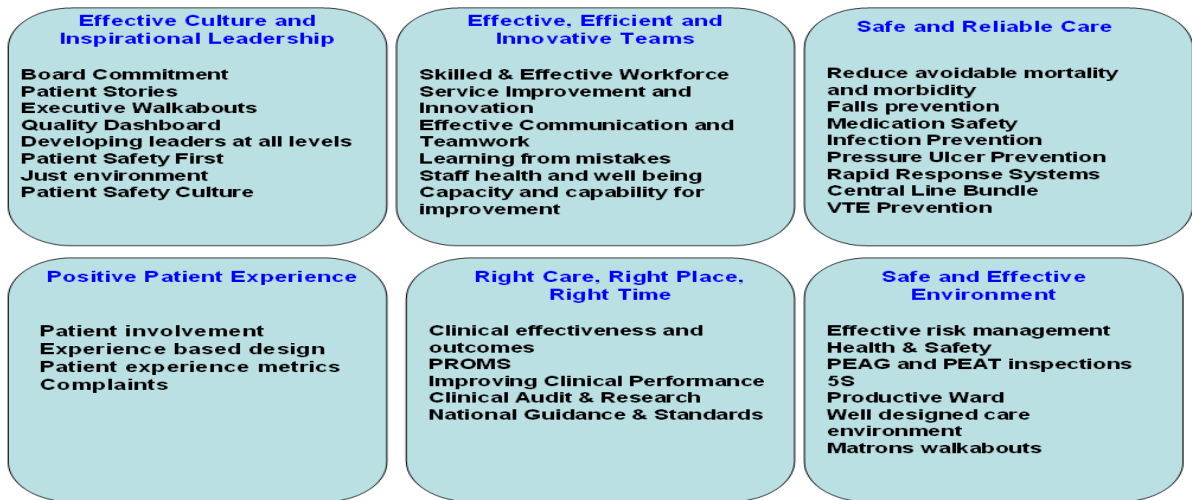 Effective Culture and
Inspirational Leadership
Board Commitment
Patient Stories
Executive Walkabouts
Quality Dashboard
Developing leaders at all levels
Patient Safety First
Just environment
Patient Safety Culture
Effective, Efficient and
Innovative Teams
Skilled & Effective Workforce
Service Improvement and
Innovation
Effective Communication and
Teamwork
Learning from mistakes
Staff health and well being
Capacity and capability for
improvement
Safe and Reliable Care
Reduce avoidable mortality
and morbidity
Falls prevention
Medication Safety
Infection Prevention
Pressure Ulcer Prevention
Rapid Response Systems
Central Line Bundle
VTE Prevention
Positive Patient Experience
Patient involvement
Experience based design
Patient experience metrics
Complaints
Right Care, Right Place,
Right Time
Clinical effectiveness and
outcomes
PROMS
Improving Clinical Performance
Clinical Audit & Research
National Guidance & Standards
Safe and Effective
Environment
Effective risk management
Health & Safety
PEAG and PEAT inspections
5S
Productive Ward
Well designed care
environment
Matrons walkabouts